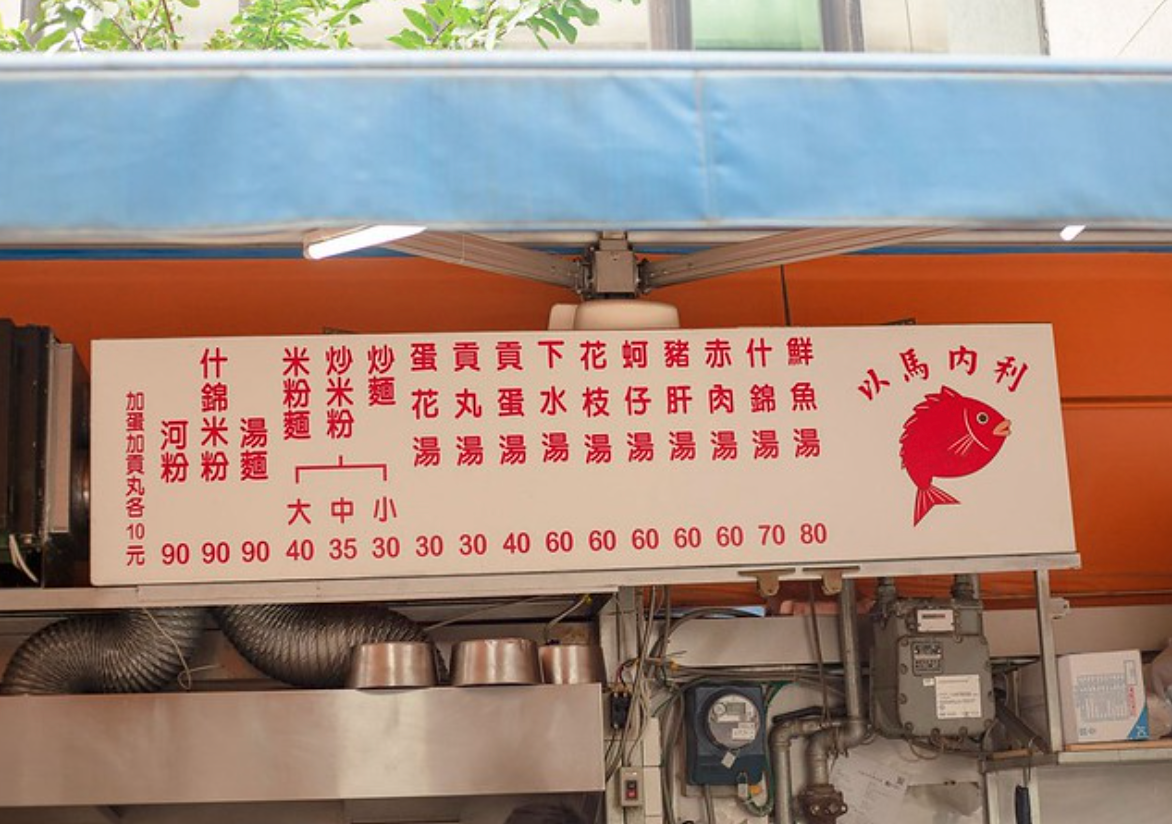 以馬內利
鮮魚湯 80
什錦湯 70
赤肉湯 60
豬肝湯 60
蚵仔湯 60
花枝湯 60
下水湯 60
貢蛋湯 40
貢丸湯 30
蛋花湯 30
炒麵
炒米粉
米粉麵
小 30
中 35
大 40
湯麵 90
什錦米粉 90
河粉 90
加蛋加貢丸各10元